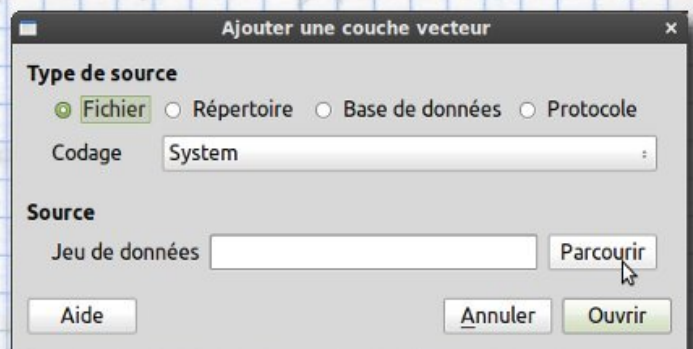 Ajouter une couche vecteur
Type de source
Fichier Répertoire Base de données Protocole
Codage System
Source
Jeu de données Parcourir
Aide Annuler Ouvrir